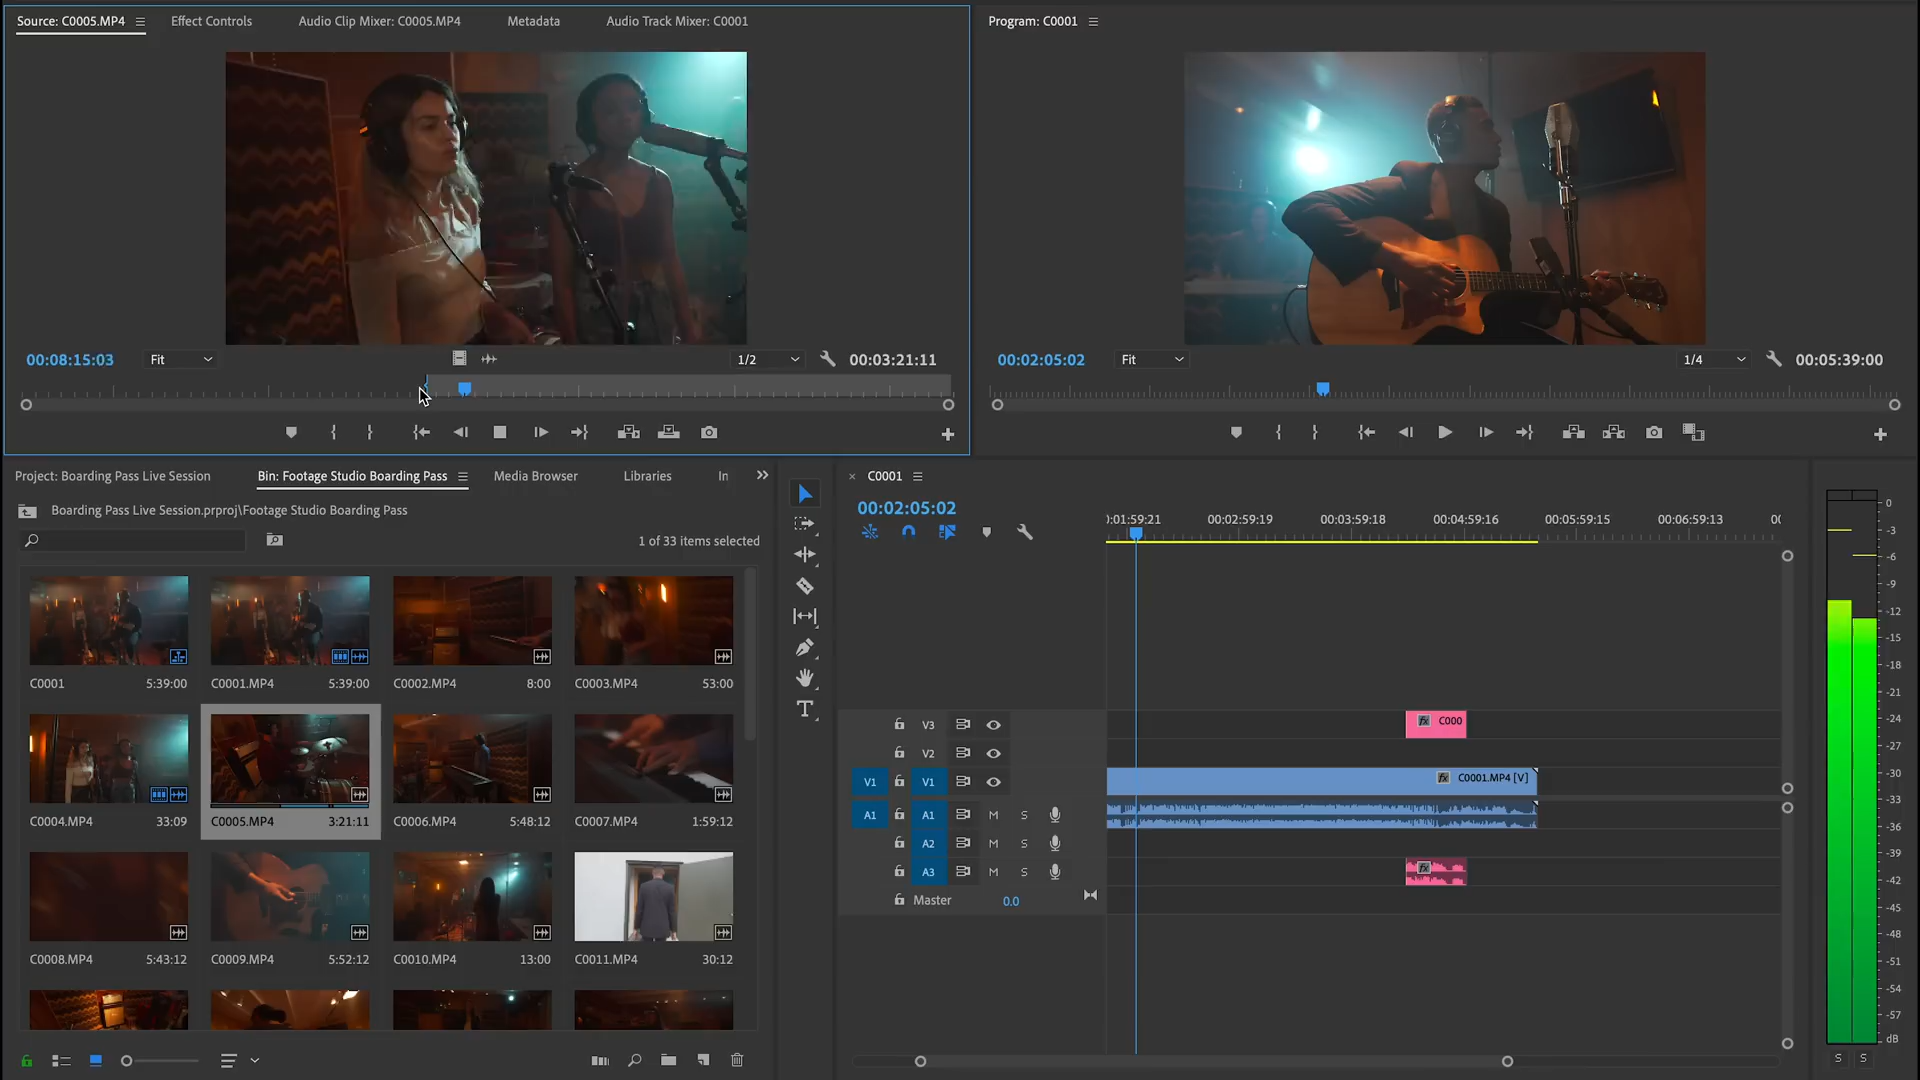 Source: C0005.MP4
Effect Controls
Audio Clip Mixer: C0005.MP4
Metadata
Audio Track Mixer: C0001
Program: C0001
00:08:15:03
Fit
1/2
00:03:21:11
00:02:05:02
Fit
1/4
00:05:39:00
Project: Boarding Pass Live Session
Bin: Footage Studio Boarding Pass
Media Browser
Libraries
In
Boarding Pass Live Session.prproj\Footage Studio Boarding Pass
1 of 33 items selected
C0001 5:39:00
C0001.MP4 5:39:00
C0002.MP4 8:00
C0003.MP4 53:00
C0004.MP4 33:09
C0005.MP4 3:21:11
C0006.MP4 5:48:12
C0007.MP4 1:59:12
C0008.MP4 5:43:12
C0009.MP4 5:52:12
C0010.MP4 13:00
C0011.MP4 30:12
T
× C0001
00:02:05:02
):01:59:21
00:02:59:19
00:03:59:18
00:04:59:16
00:05:59:15
00:06:59:13
00
V3
V2
V1 V1
A1 A1 M S
A2 M S
A3 M S
Master 0.0
fx C000
fx C0001.MP4 [V]
fx
0
-3
-6
-9
-12
-15
-18
-21
-24
-27
-30
-33
-36
-39
-42
-45
-48
-51
-54
-57
dB
S S